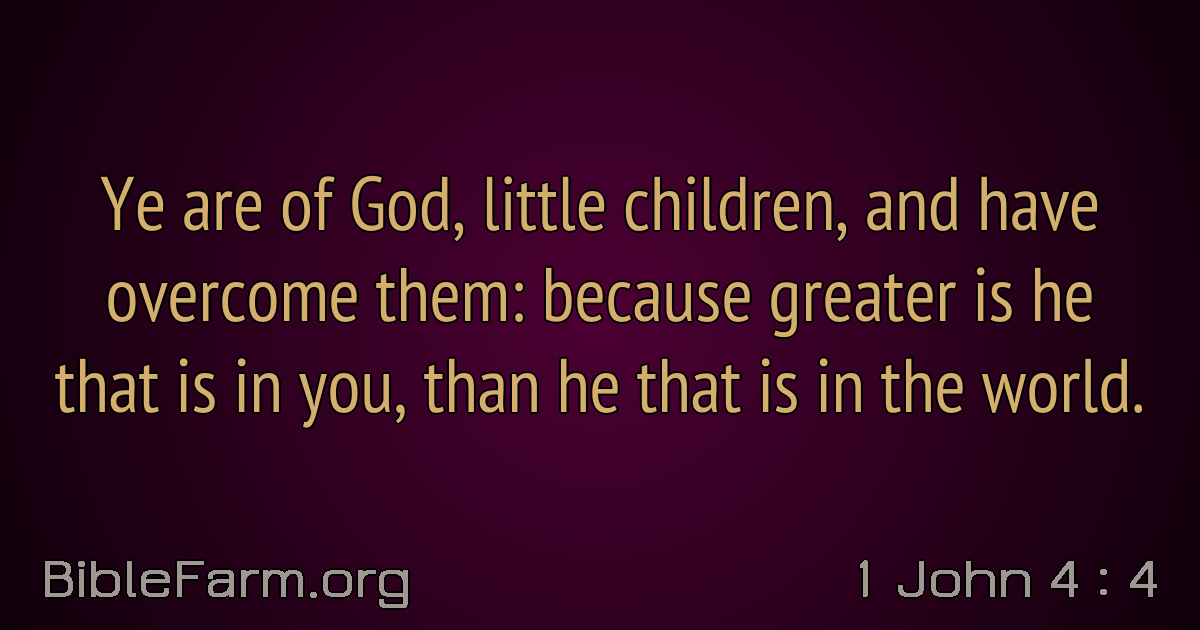 Ye are of God, little children, and have
overcome them: because greater is he
that is in you, than he that is in the world.
BibleFarm.org
1 John 4 : 4